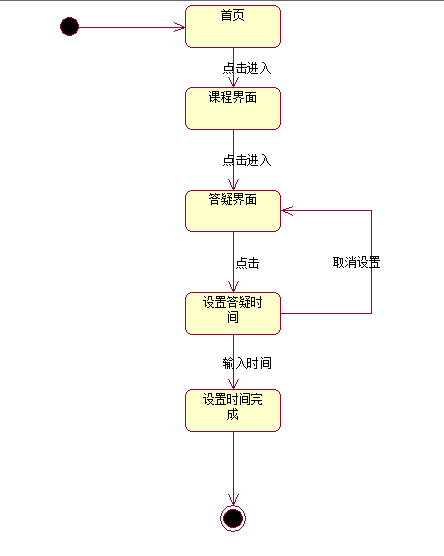 首页
点击进入
课程界面
点击进入
答疑界面
点击
取消设置
设置答疑时
间
输入时间
设置时间完
成